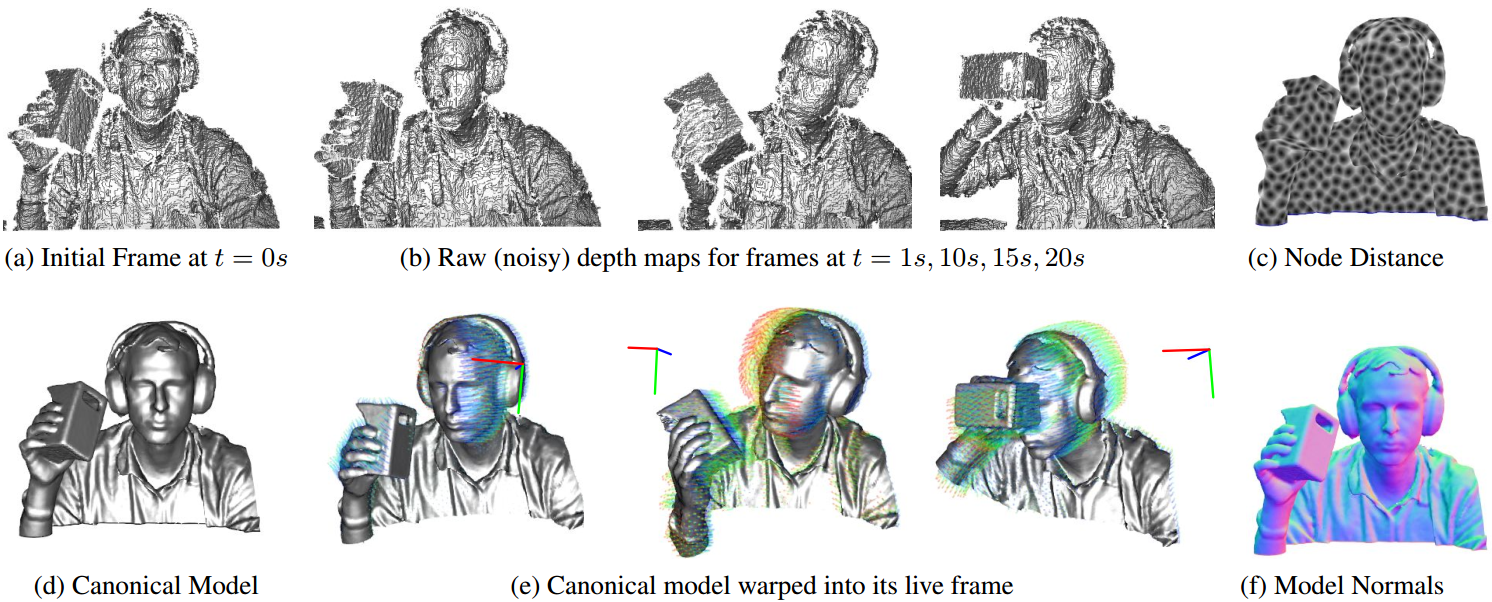 (a) Initial Frame at t = 0s
(b) Raw (noisy) depth maps for frames at t = 1s, 10s, 15s, 20s
(c) Node Distance
(d) Canonical Model
(e) Canonical model warped into its live frame
(f) Model Normals